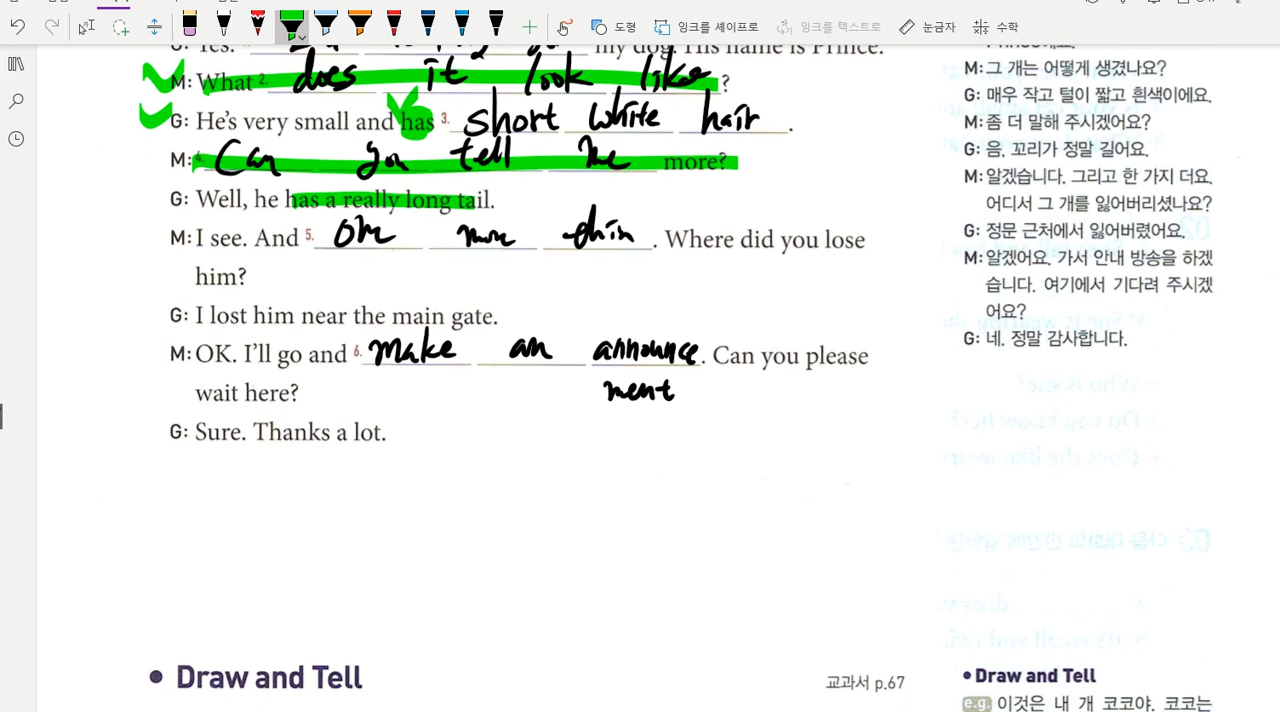 도형 잉크를 셰이프로 잉크를 텍스트로 눈금자 수학
G: Yes. my dog. His name is Prince.
M: What 2. does it look like ?
G: He's very small and has 3. short white hair .
M: 4. Can you tell me more?
G: Well, he has a really long tail.
M: I see. And 5. one more thin . Where did you lose
him?
G: I lost him near the main gate.
M: OK. I'll go and 6. make an announce . Can you please
ment
wait here?
G: Sure. Thanks a lot.
• Draw and Tell
교과서 p.67
M: 그 개는 어떻게 생겼나요?
G: 매우 작고 털이 짧고 흰색이에요.
M: 좀 더 말해 주시겠어요?
G: 음, 꼬리가 정말 길어요.
M: 알겠습니다. 그리고 한 가지 더요.
어디서 그 개를 잃어버리셨나요?
G: 정문 근처에서 잃어버렸어요.
M: 알겠어요. 가서 안내 방송을 하겠
습니다. 여기에서 기다려 주시겠
어요?
G: 네. 정말 감사합니다.
• Draw and Tell
e.g. 이것은 내 개 코코야. 코코는